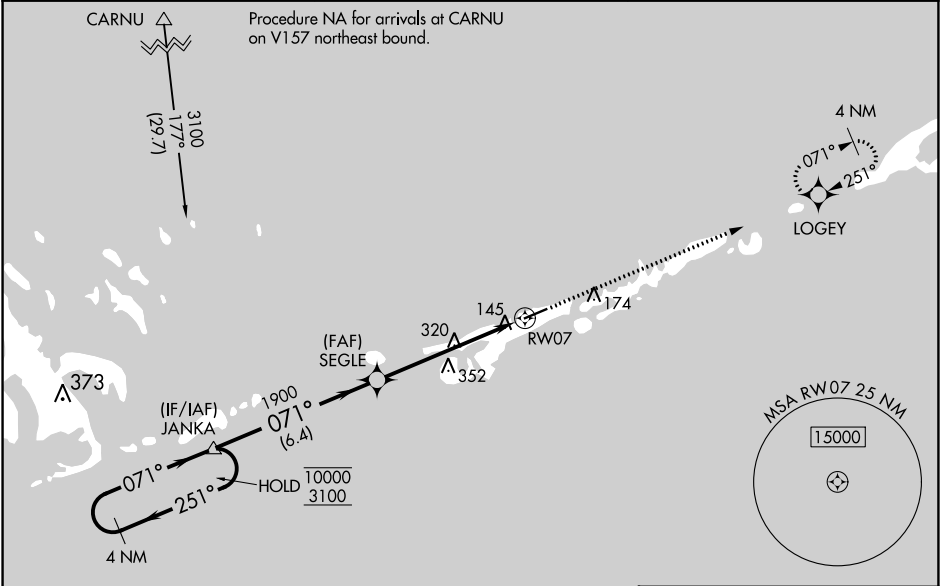 CARNU
Procedure NA for arrivals at CARNU
on V157 northeast bound.
3100
177°
(29.7)
4 NM
071°
251°
LOGEY
145
174
320
RW07
(FAF)
SEGLE
352
373
1900
071°
(6.4)
(IF/IAF)
JANKA
071°
251°
HOLD
10000
3100
4 NM
MSA RW07 25 NM
15000